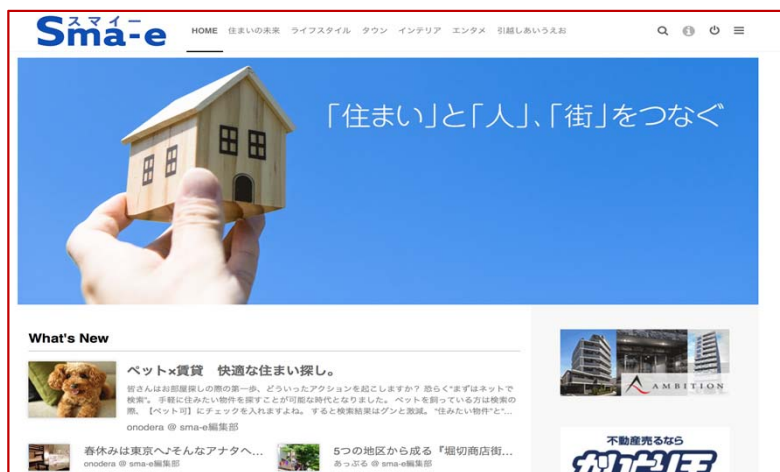 スマイー
Sma-e
HOME 住まいの未来 ライフスタイル タウン インテリア エンタメ 引越しあいうえお
「住まい」と「人」、「街」をつなぐ
What's New
ペット×賃貸　快適な住まい探し。
皆さんはお部屋探しの際の第一歩、どういったアクションを起こしますか？ 恐らく“まずはネットで
検索”。 手軽に住みたい物件を探すことが可能な時代となりました。 ペットを飼っている方は検索の
際、【ペット可】にチェックを入れますよね。 すると検索結果はグンと激減。 “住みたい物件”と“...
onodera @ sma-e編集部
春休みは東京へ♪そんなアナタへ...
onodera @ sma-e編集部
5つの地区から成る『堀切商店街...
あっぷる @ sma-e編集部
AMBITION
不動産売るなら